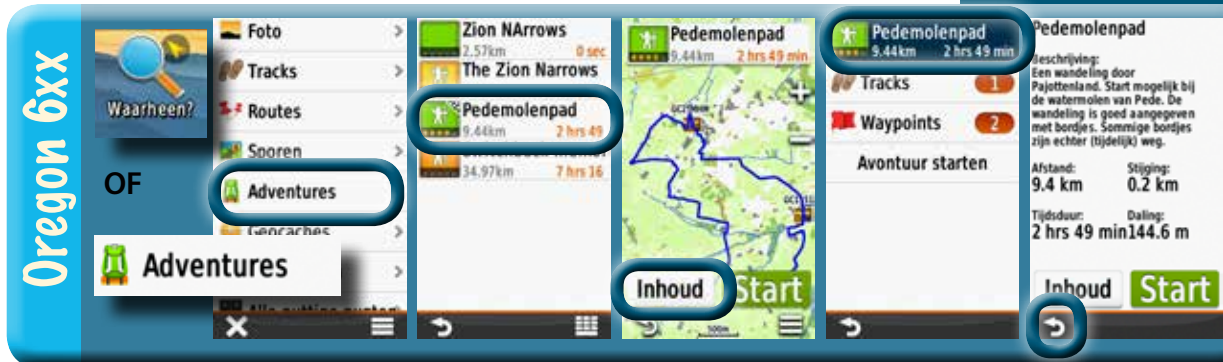 Oregon 6xx
Waarheen?
OF
Adventures
Foto
Tracks
Routes
Sporen
Adventures
Geocaches
Zion NArrows
2.57km 0 sec
The Zion Narrows
Pedemolenpad
9.44km 2 hrs 49
34.97km 7 hrs 16
Pedemolenpad
9.44km 2 hrs 49 min
Inhoud Start
500m
Pedemolenpad
9.44km 2 hrs 49 min
Tracks 1
Waypoints 2
Avontuur starten
Pedemolenpad
Beschrijving:
Een wandeling door
Pajottenland. Start mogelijk bij
de watermolen van Pede. De
wandeling is goed aangegeven
met bordjes. Sommige bordjes
zijn echter (tijdelijk) weg.
Afstand: Stijging:
9.4 km 0.2 km
Tijdsduur: Daling:
2 hrs 49 min 144.6 m
Inhoud Start